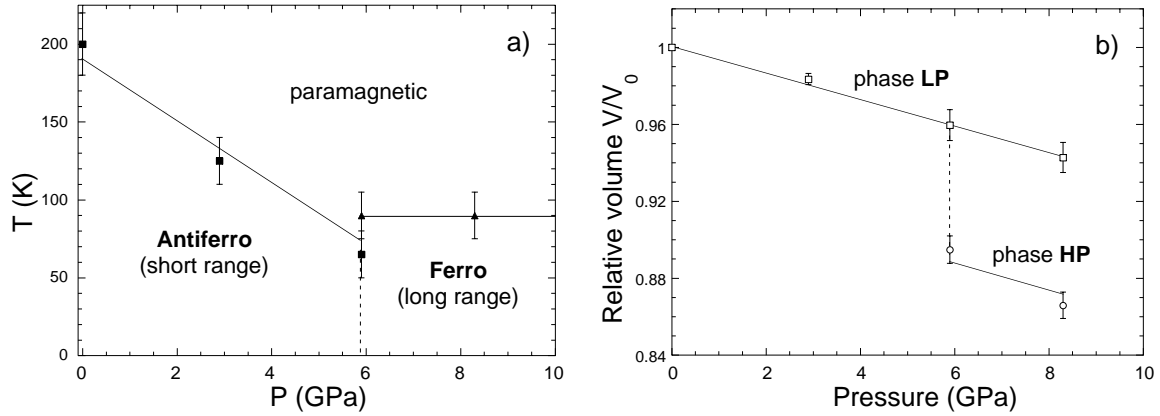 a)
200
150
100
50
0
T (K)
paramagnetic
Antiferro
(short range)
Ferro
(long range)
0 2 4 6 8 10
P (GPa)
b)
1
0.96
0.92
0.88
0.84
Relative volume V/V0
phase LP
phase HP
0 2 4 6 8
Pressure (GPa)